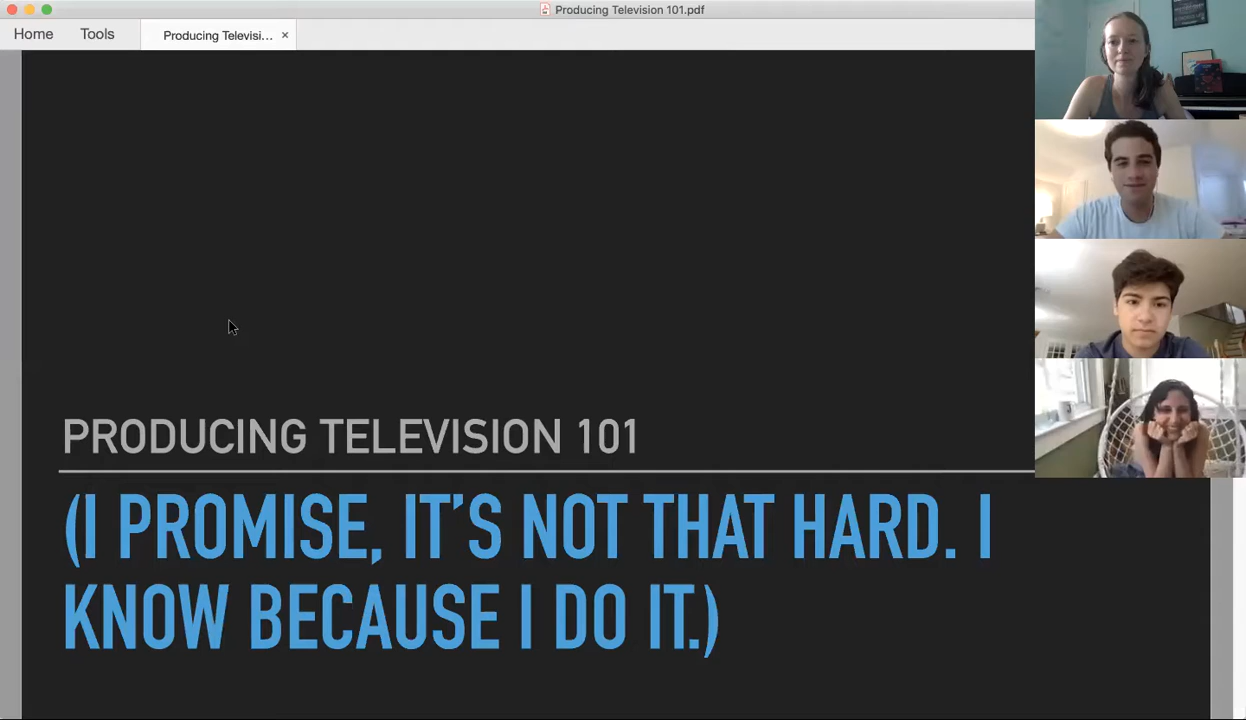 Producing Television 101.pdf
Home
Tools
Producing Televisi...
×
PRODUCING TELEVISION 101
(I PROMISE, IT’S NOT THAT HARD. I
KNOW BECAUSE I DO IT.)